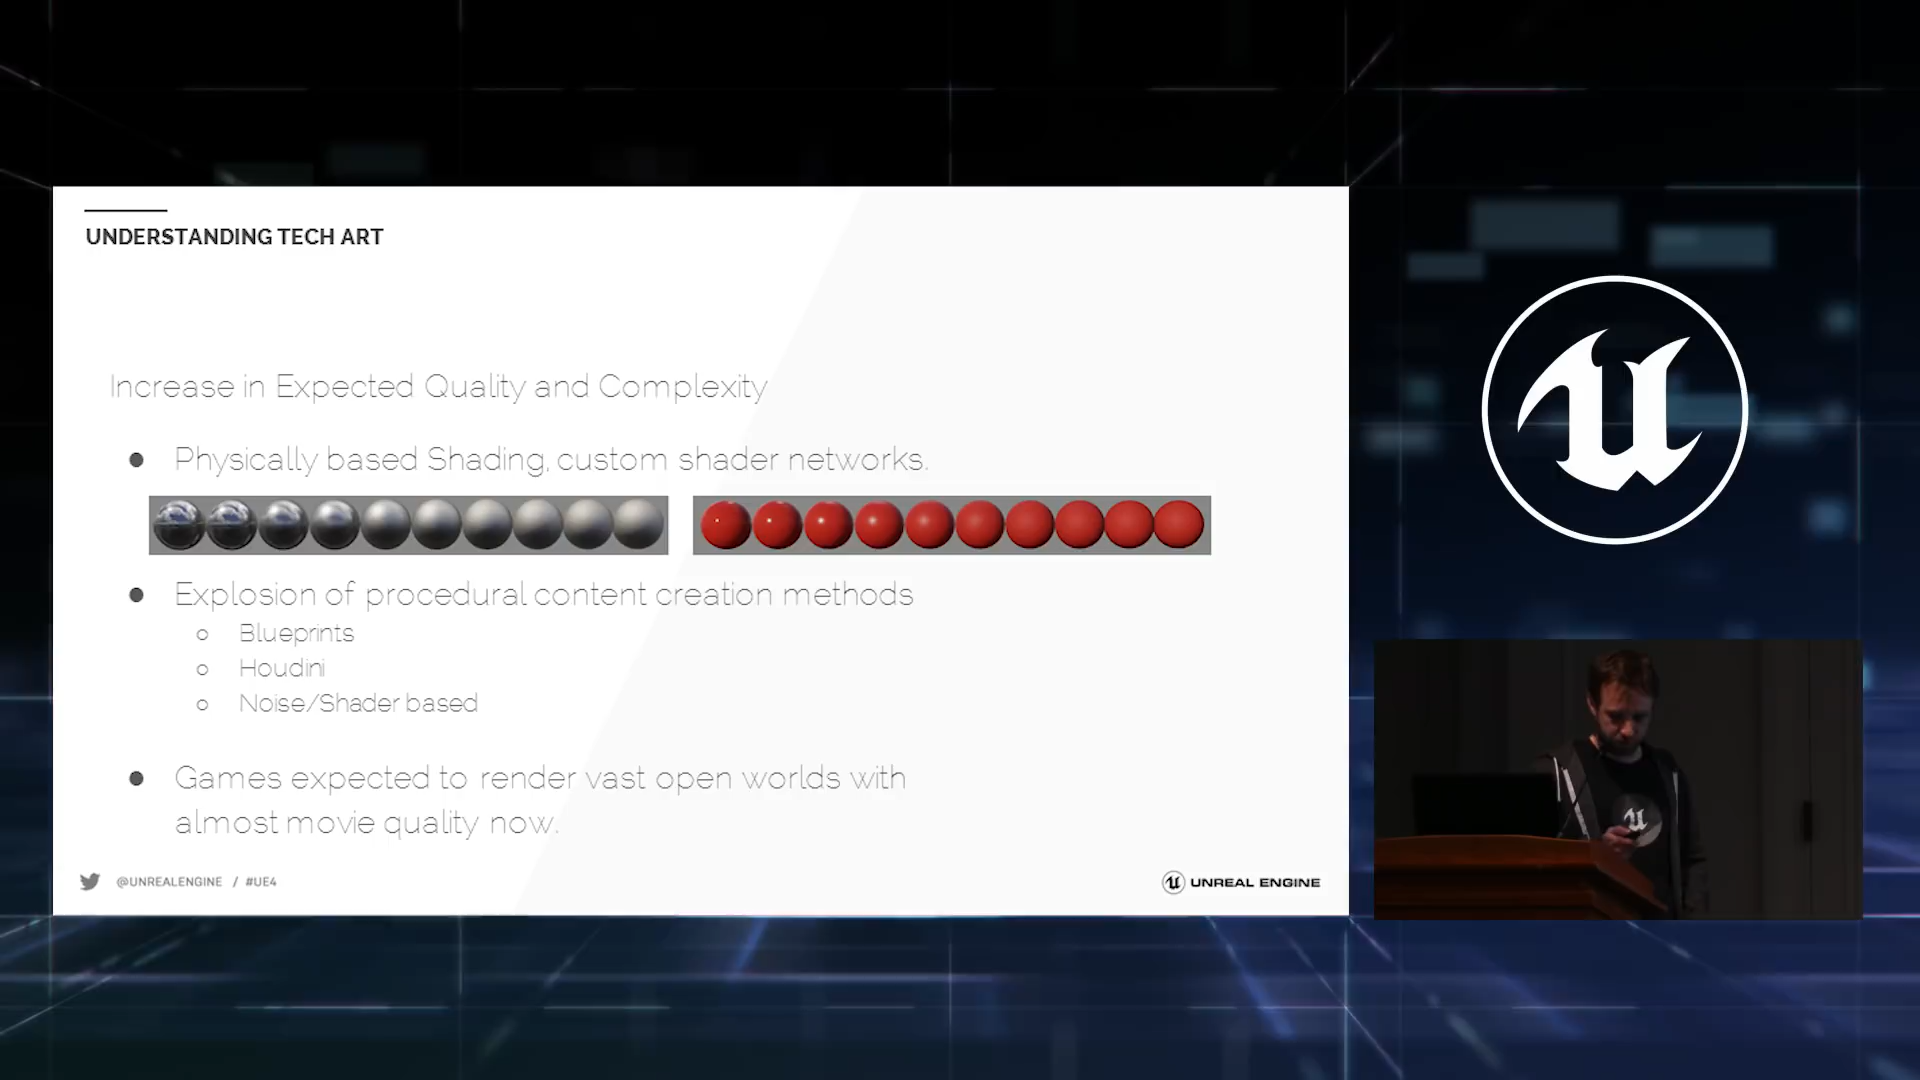 UNDERSTANDING TECH ART
Increase in Expected Quality and Complexity
● Physically based Shading, custom shader networks.
● Explosion of procedural content creation methods
○ Blueprints
○ Houdini
○ Noise/Shader based
● Games expected to render vast open worlds with
almost movie quality now.
@UNREALENGINE / #UE4
UNREAL ENGINE